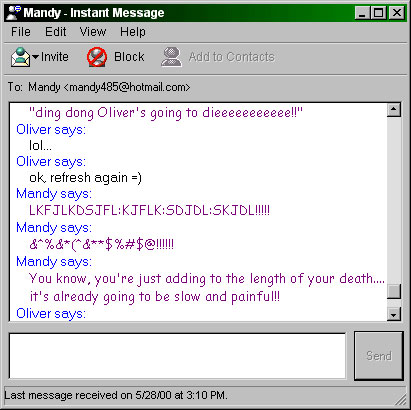 Mandy - Instant Message
File Edit View Help
Invite Block Add to Contacts
To: Mandy <mandy485@hotmail.com>
"ding dong Oliver's going to dieeeeeeeeeee!!"
Oliver says:
lol...
Oliver says:
ok, refresh again =)
Mandy says:
LKFJLKDSJFL:KJFLK:SDJDL:SKJDL!!!!!
Mandy says:
&^%&*(^&**$%#$@!!!!!!
Mandy says:
You know, you're just adding to the length of your death....
it's already going to be slow and painful!!
Oliver says:
Send
Last message received on 5/28/00 at 3:10 PM.